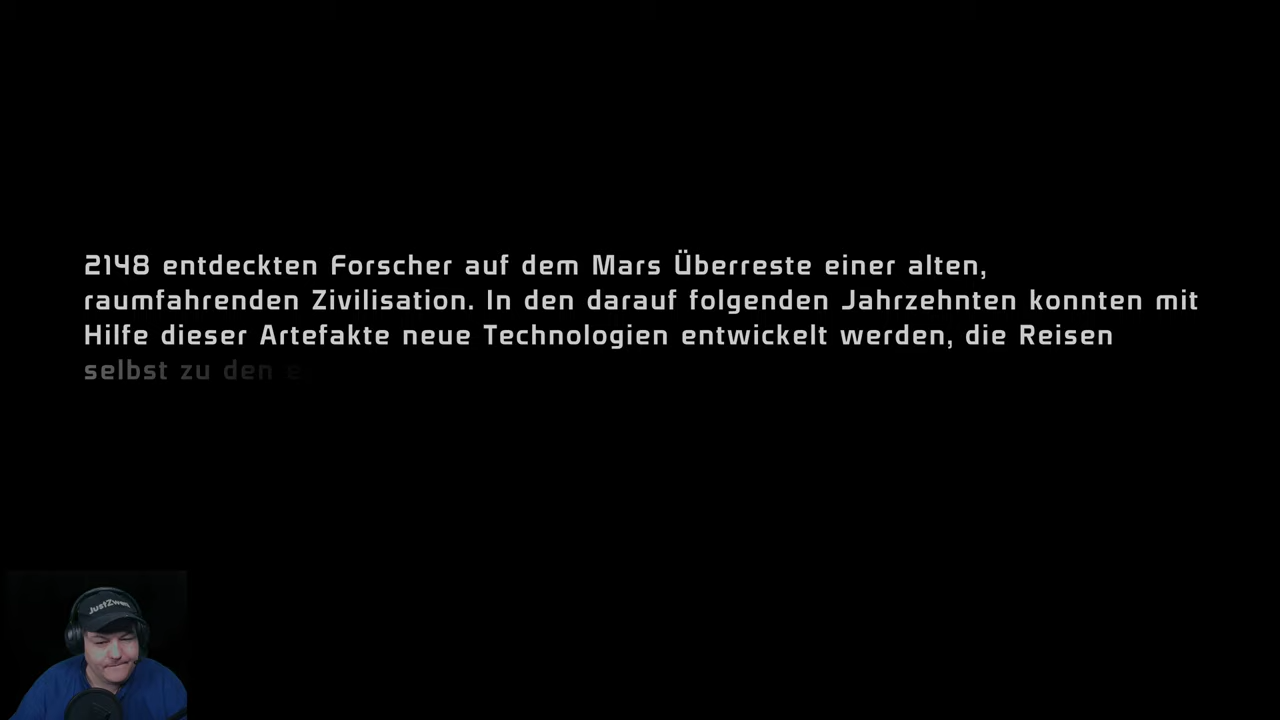 2148 entdeckten Forscher auf dem Mars Überreste einer alten,
raumfahrenden Zivilisation. In den darauf folgenden Jahrzehnten konnten mit
Hilfe dieser Artefakte neue Technologien entwickelt werden, die Reisen
selbst zu den